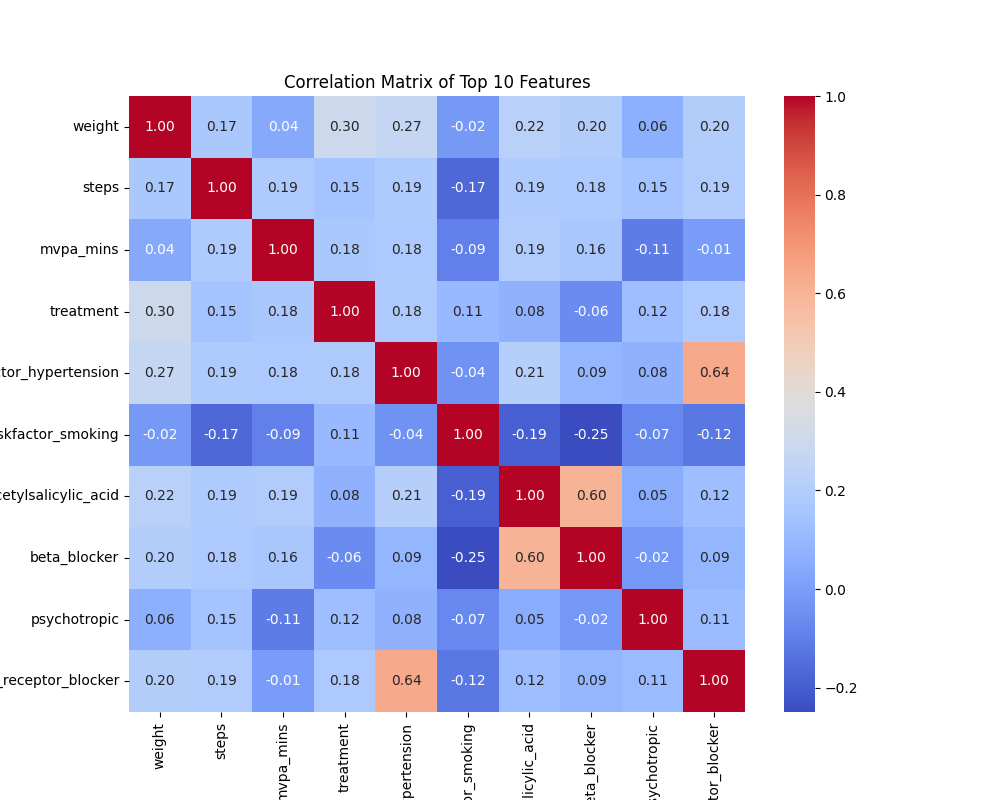 Correlation Matrix of Top 10 Features
weight 1.00 0.17 0.04 0.30 0.27 -0.02 0.22 0.20 0.06 0.20
steps 0.17 1.00 0.19 0.15 0.19 -0.17 0.19 0.18 0.15 0.19
mvpa_mins 0.04 0.19 1.00 0.18 0.18 -0.09 0.19 0.16 -0.11 -0.01
treatment 0.30 0.15 0.18 1.00 0.18 0.11 0.08 -0.06 0.12 0.18
tor_hypertension 0.27 0.19 0.18 0.18 1.00 -0.04 0.21 0.09 0.08 0.64
skfactor_smoking -0.02 -0.17 -0.09 0.11 -0.04 1.00 -0.19 -0.25 -0.07 -0.12
cetylsalicylic_acid 0.22 0.19 0.19 0.08 0.21 -0.19 1.00 0.60 0.05 0.12
beta_blocker 0.20 0.18 0.16 -0.06 0.09 -0.25 0.60 1.00 -0.02 0.09
psychotropic 0.06 0.15 -0.11 0.12 0.08 -0.07 0.05 -0.02 1.00 0.11
_receptor_blocker 0.20 0.19 -0.01 0.18 0.64 -0.12 0.12 0.09 0.11 1.00
weight
steps
mvpa_mins
treatment
pertension
or_smoking
licylic_acid
eta_blocker
sychotropic
tor_blocker
1.0
0.8
0.6
0.4
0.2
0.0
−0.2